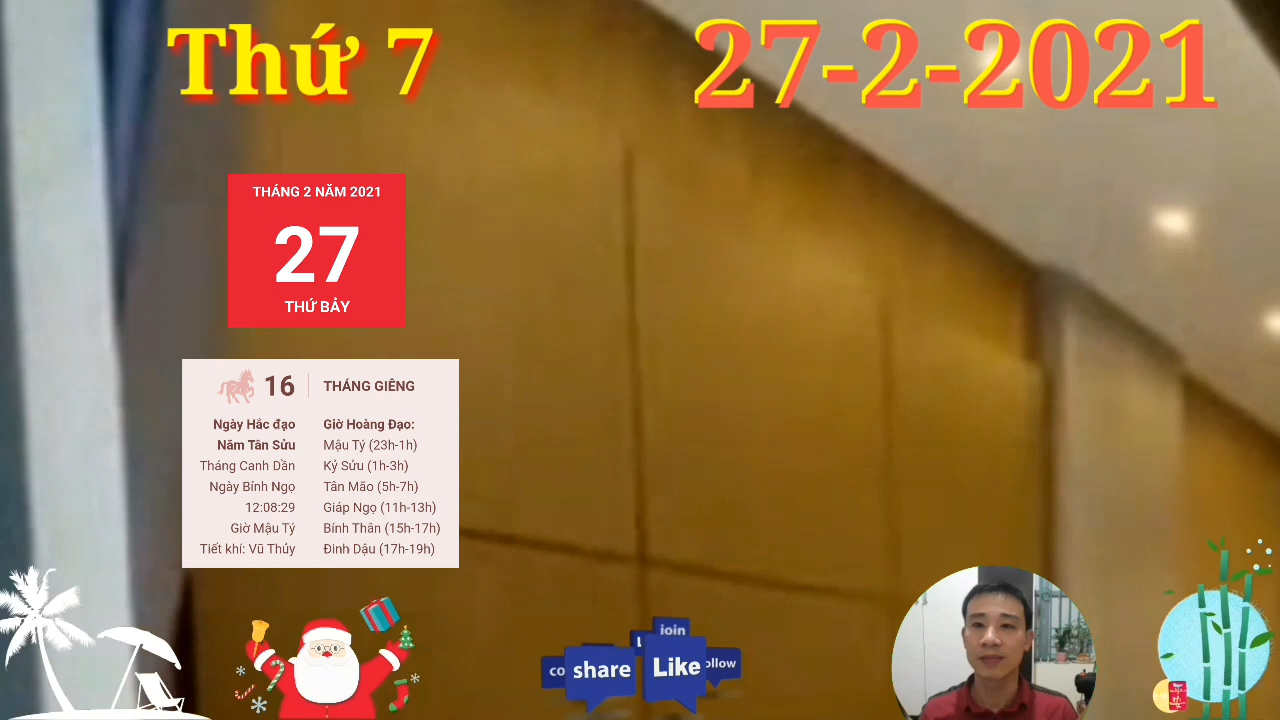 Thứ 7
27-2-2021
THÁNG 2 NĂM 2021
27
THỨ BẢY
16
THÁNG GIÊNG
Ngày Hắc đạo
Năm Tân Sửu
Tháng Canh Dần
Ngày Bính Ngọ
12:08:29
Giờ Mậu Tý
Tiết khí: Vũ Thủy
Giờ Hoàng Đạo:
Mậu Tý (23h-1h)
Kỷ Sửu (1h-3h)
Tân Mão (5h-7h)
Giáp Ngọ (11h-13h)
Bính Thân (15h-17h)
Đinh Dậu (17h-19h)
join
co
share
Like
ollow